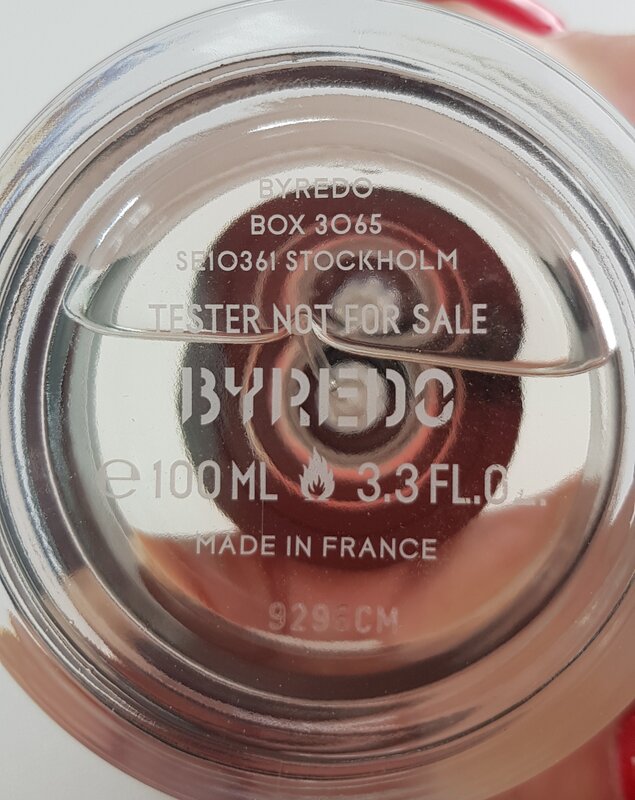 BYREDO
BOX 3065
SE10361 STOCKHOLM
TESTER NOT FOR SALE
BYREDO
℮ 100 ML 3.3 FL.O
MADE IN FRANCE